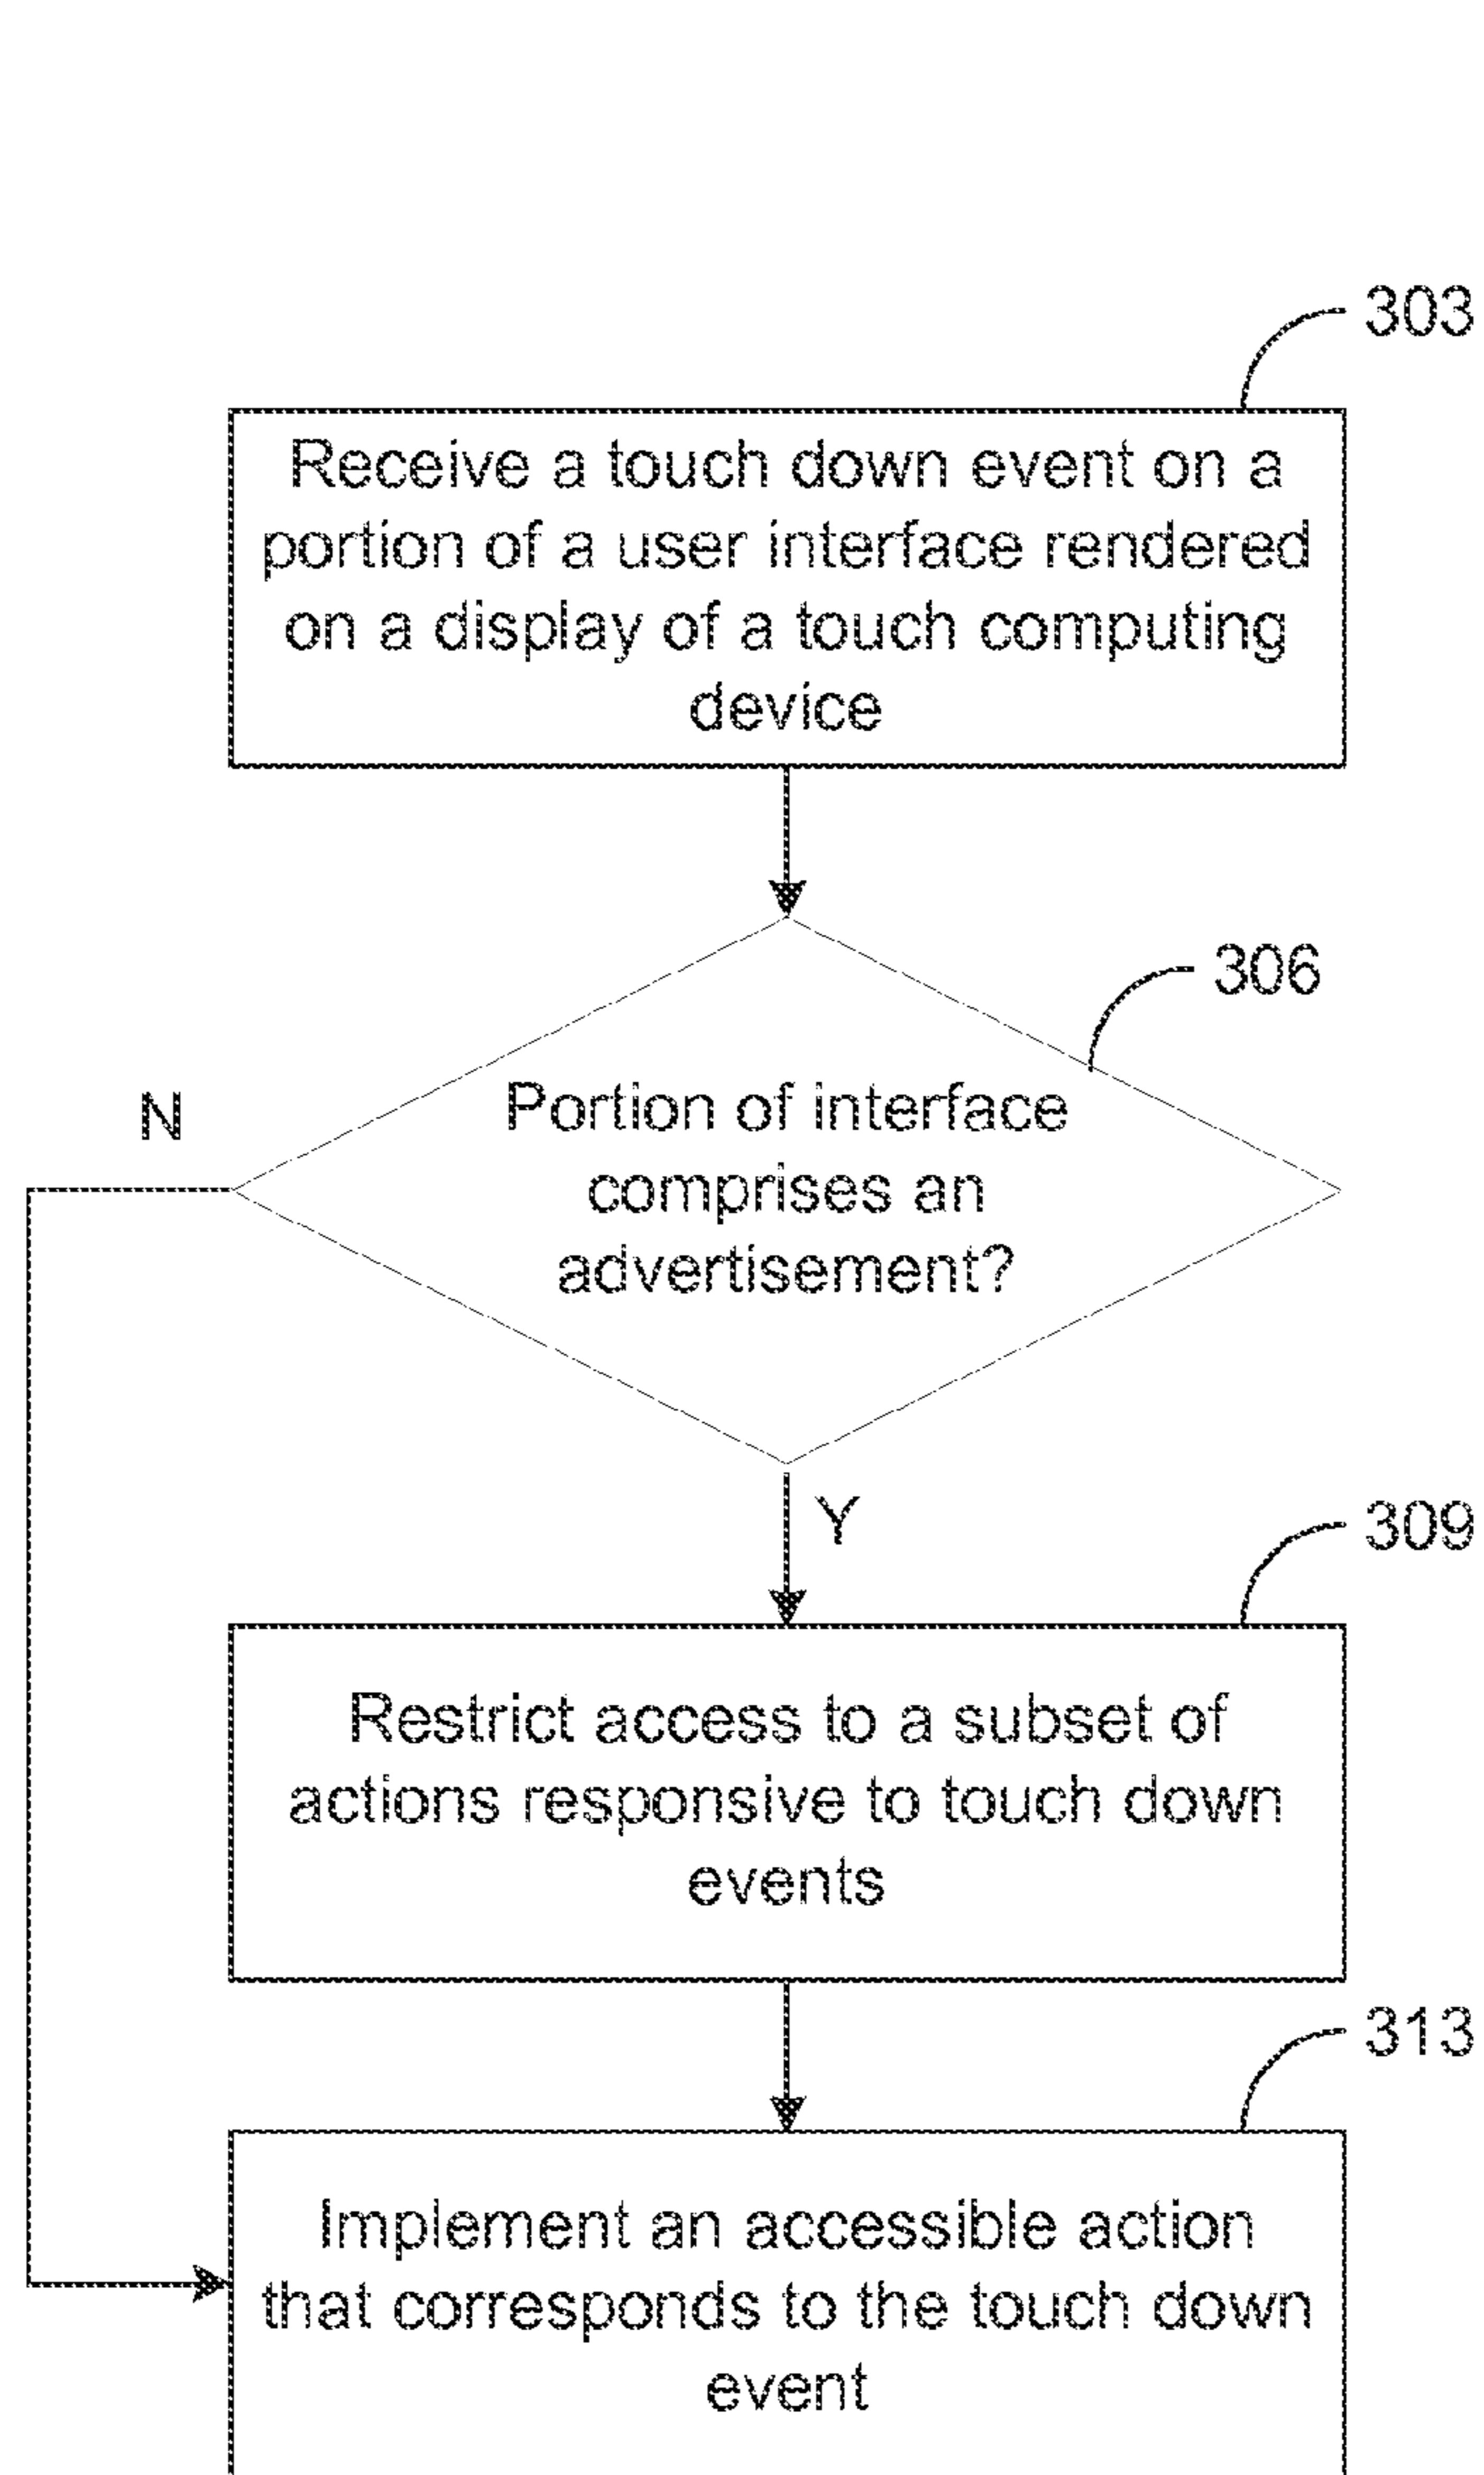 303
Receive a touch down event on a
portion of a user interface rendered
on a display of a touch computing
device
306
N
Portion of interface
comprises an
advertisement?
Y
309
Restrict access to a subset of
actions responsive to touch down
events
313
Implement an accessible action
that corresponds to the touch down
event